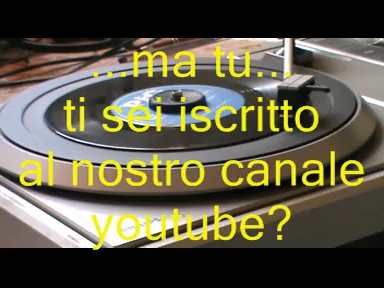 ...ma tu...
ti sei iscritto
al nostro canale
youtube?